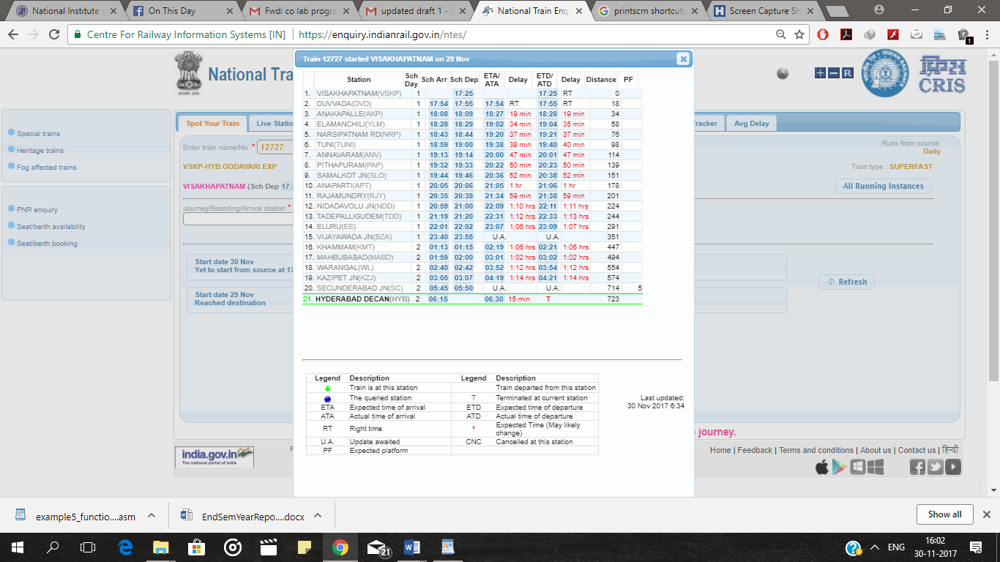 National Institute
On This Day
Fwd: co lab progra
updated draft 1 -
National Train Enq
printscrn shortcuts
Screen Capture Sh
Centre For Railway Information Systems [IN] https://enquiry.indianrail.gov.in/ntes/
1
National Tra
CRIS
Train 12727 started VISAKHAPATNAM on 29 Nov
Special trains
Heritage trains
Fog affected trains
PNR enquiry
Seat/berth availability
Seat/berth booking
Spot Your Train Live Statio
racker Avg Delay
Enter train name/No. * 12727
VSKP-HYB GODAVARI EXP
VISAKHAPATNAM (Sch Dep 17:
Journey/Boarding/Arrival station *
Runs from source:
Daily
Train type : SUPERFAST
All Running Instances
Start date 30 Nov
Yet to start from source at 17
Start date 29 Nov
Reached destination
Refresh
Station Sch Day Sch Arr Sch Dep ETA/ATA Delay ETD/ATD Delay Distance PF
1. VISAKHAPATNAM(VSKP) 1 17:25 17:25 RT 0
2. DUVVADA(DVD) 1 17:54 17:55 17:54 RT 17:55 RT 18
3. ANAKAPALLE(AKP) 1 18:08 18:09 18:27 19 min 18:28 19 min 34
4. ELAMANCHILI(YLM) 1 18:28 18:29 19:02 34 min 19:04 35 min 58
5. NARSIPATNAM RD(NRP) 1 18:43 18:44 19:20 37 min 19:21 37 min 76
6. TUNI(TUNI) 1 18:59 19:00 19:38 39 min 19:40 40 min 98
7. ANNAVARAM(ANV) 1 19:13 19:14 20:00 47 min 20:01 47 min 114
8. PITHAPURAM(PAP) 1 19:32 19:33 20:22 50 min 20:23 50 min 139
9. SAMALKOT JN(SLO) 1 19:44 19:46 20:36 52 min 20:38 52 min 151
10. ANAPARTI(APT) 1 20:05 20:06 21:05 1 hr 21:06 1 hr 178
11. RAJAMUNDRY(RJY) 1 20:35 20:39 21:34 59 min 21:38 59 min 201
12. NIDADAVOLU JN(NDD) 1 20:59 21:00 22:09 1:10 hrs 22:11 1:11 hrs 224
13. TADEPALLIGUDEM(TDD) 1 21:19 21:20 22:31 1:12 hrs 22:33 1:13 hrs 244
14. ELURU(EE) 1 22:01 22:02 23:07 1:06 hrs 23:09 1:07 hrs 291
15. VIJAYAWADA JN(BZA) 1 23:40 23:55 U.A. U.A. 351
16. KHAMMAM(KMT) 2 01:13 01:15 02:19 1:06 hrs 02:21 1:06 hrs 447
17. MAHBUBABAD(MABD) 2 01:59 02:00 03:01 1:02 hrs 03:02 1:02 hrs 494
18. WARANGAL(WL) 2 02:40 02:42 03:52 1:12 hrs 03:54 1:12 hrs 554
19. KAZIPET JN(KZJ) 2 03:05 03:07 04:19 1:14 hrs 04:21 1:14 hrs 574
20. SECUNDERABAD JN(SC) 2 05:45 05:50 U.A. U.A. 714 5
21. HYDERABAD DECAN(HYB) 2 06:15 06:30 15 min T 723
Legend Description Legend Description
Train is at this station Train departed from this station
The queried station T Terminated at current station
ETA Expected time of arrival ETD Expected time of departure
ATA Actual time of arrival ATD Actual time of departure
RT Right time * Expected Time (May likely change)
U.A. Update awaited CNC Cancelled at this station
PF Expected platform
Last updated:
30 Nov 2017 6:34
journey.
india.gov.in
The national portal of India
Home | Feedback | Terms and conditions | About us | Contact us | हिन्दी
example5_functio....asm
EndSemYearRepo....docx
Show all
21
ENG
16:02
30-11-2017